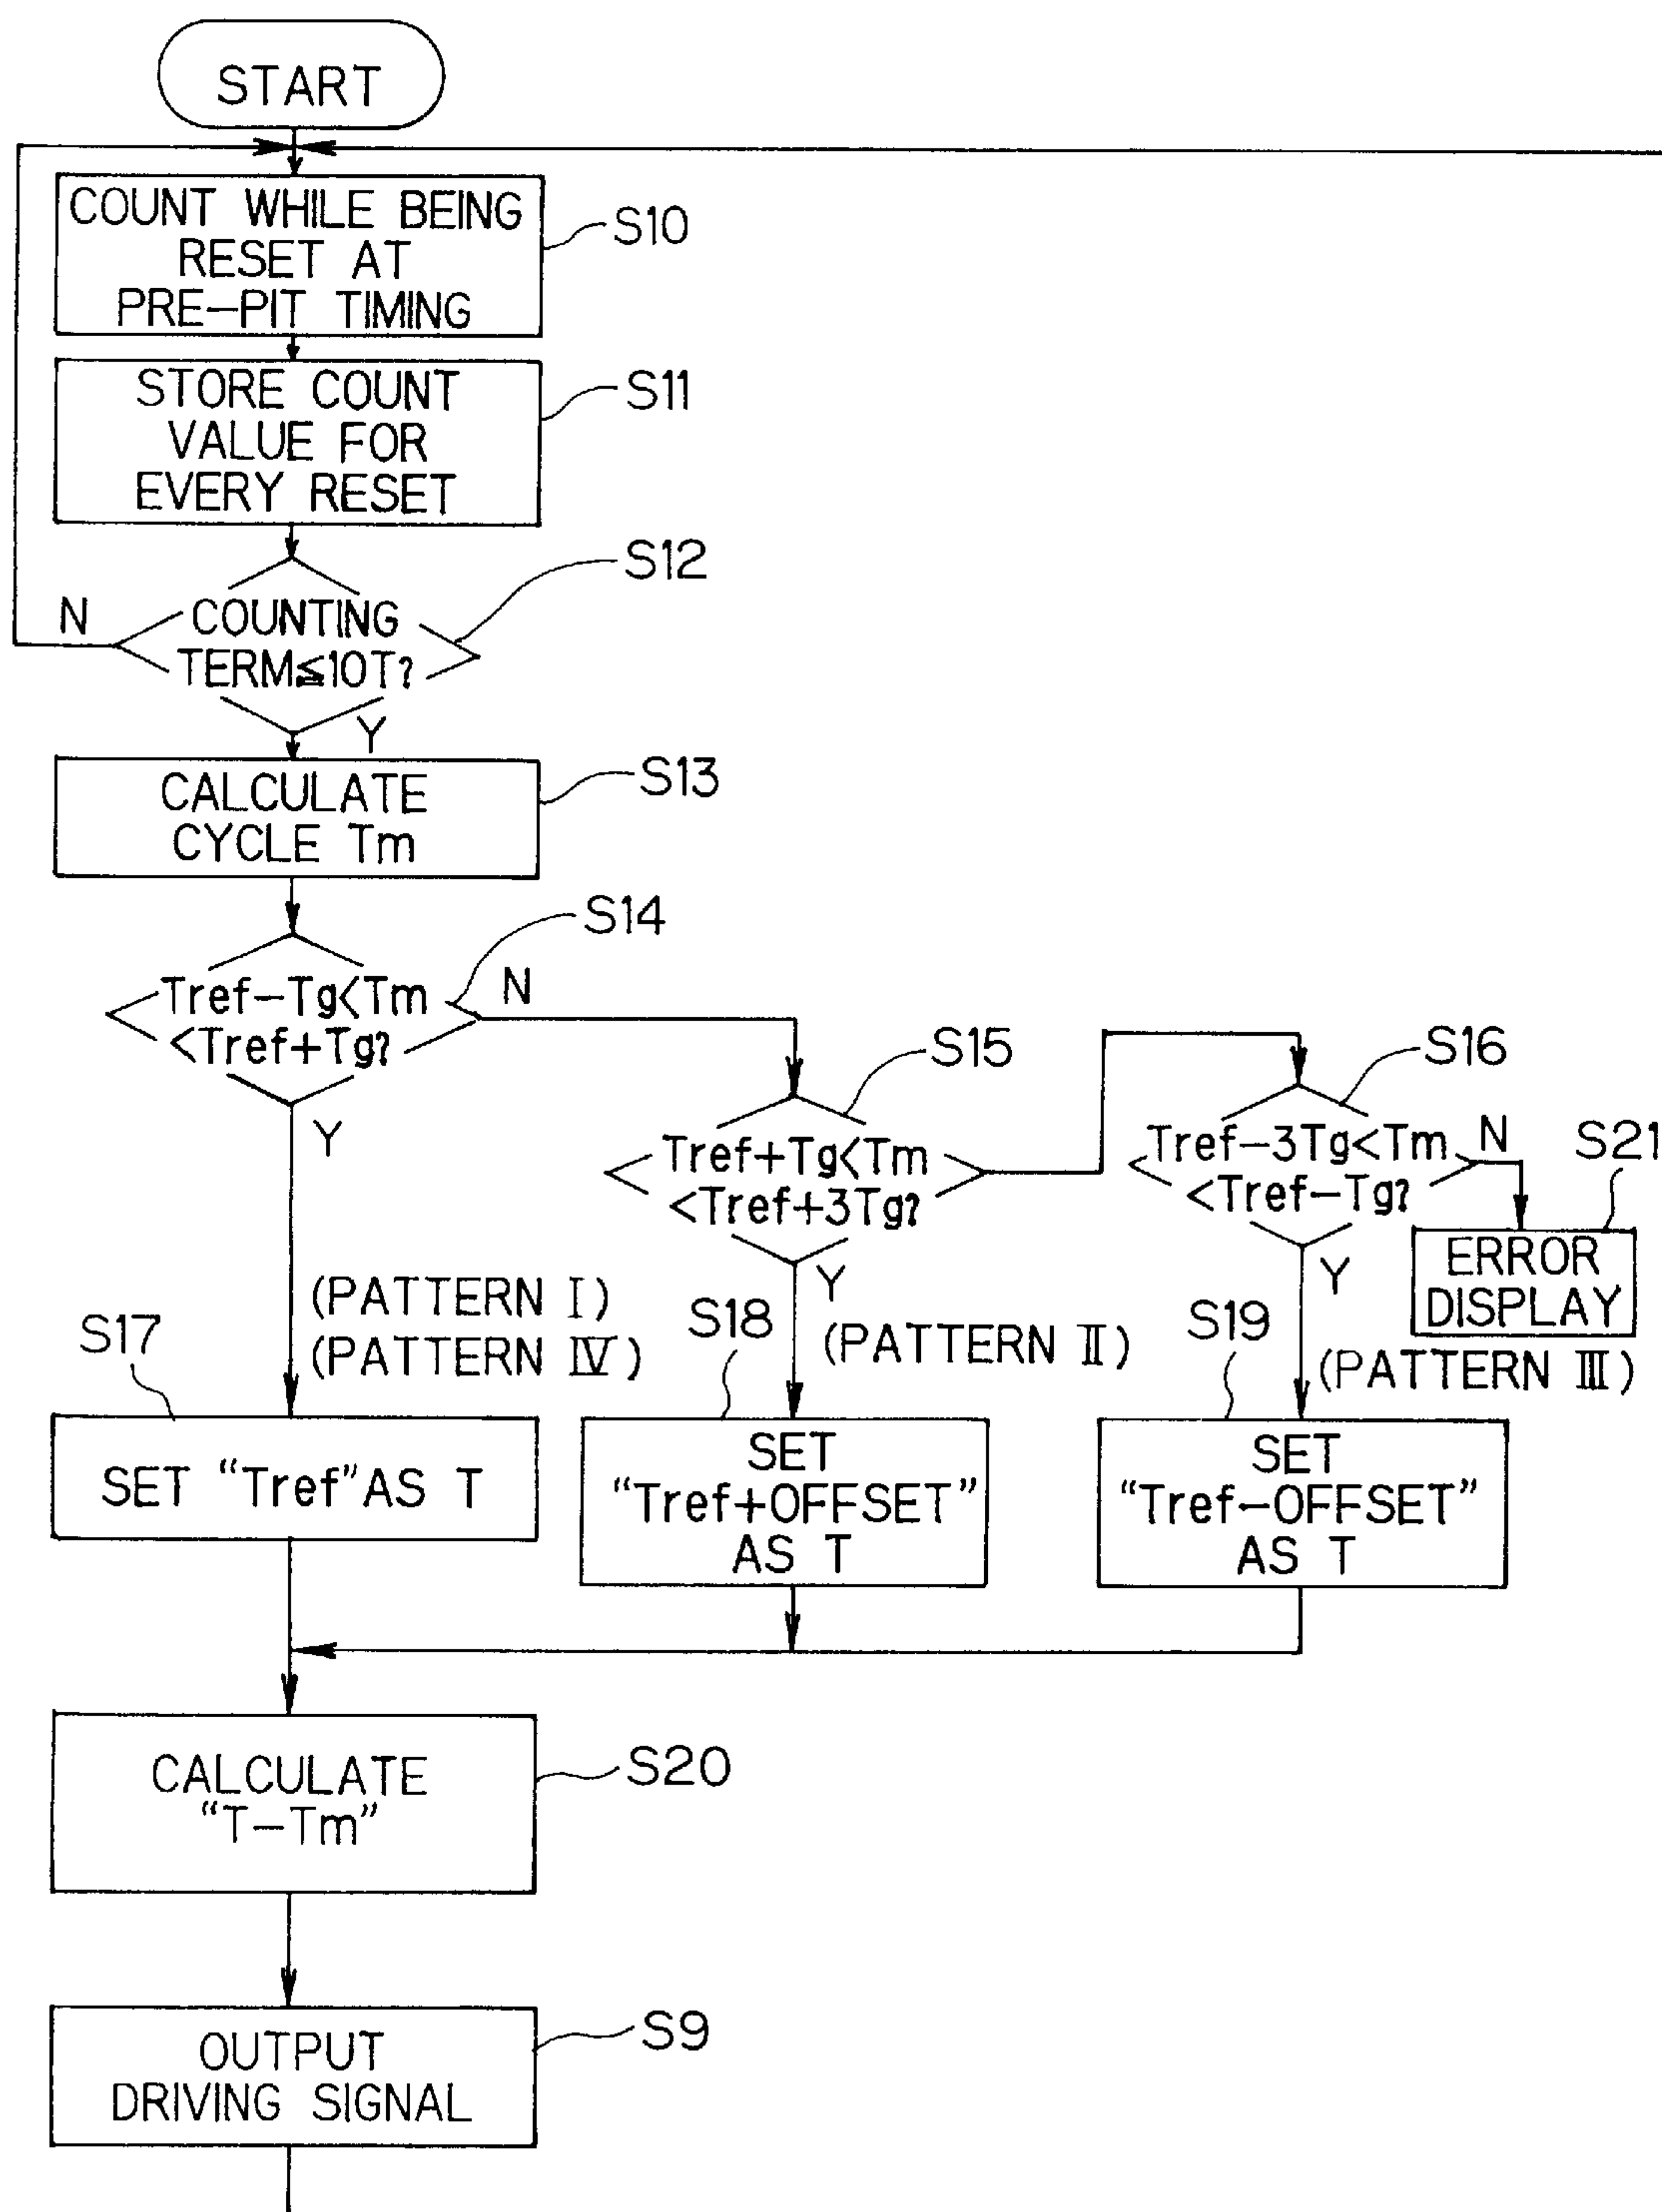 START
COUNT WHILE BEING
RESET AT
PRE-PIT TIMING
S10
STORE COUNT
VALUE FOR
EVERY RESET
S11
COUNTING
TERM≦10T?
S12
N
Y
CALCULATE
CYCLE Tm
S13
Tref-Tg<Tm
<Tref+Tg?
S14
N
Y
Tref+Tg<Tm
<Tref+3Tg?
S15
Y
Tref-3Tg<Tm
<Tref-Tg?
S16
N
Y
S21
ERROR
DISPLAY
(PATTERN I)
(PATTERN IV)
(PATTERN II)
(PATTERN III)
S17
SET "Tref" AS T
S18
SET
"Tref+OFFSET"
AS T
S19
SET
"Tref-OFFSET"
AS T
CALCULATE
"T-Tm"
S20
OUTPUT
DRIVING SIGNAL
S9